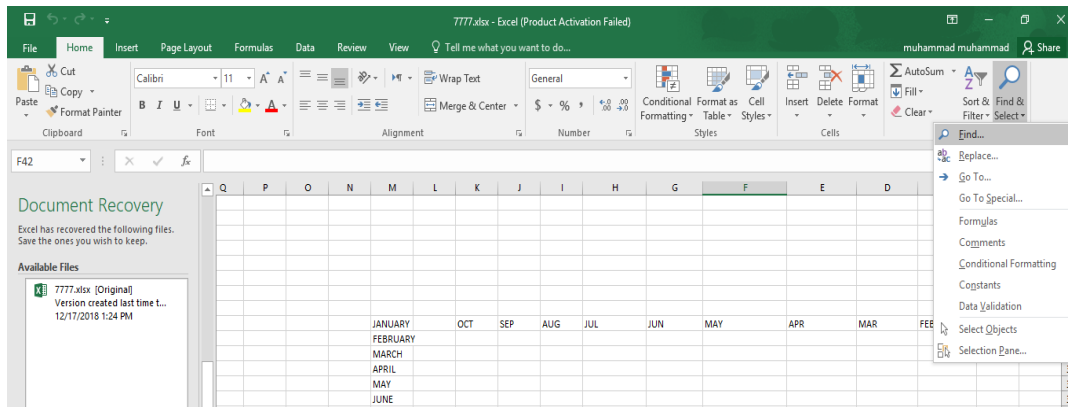 7777.xlsx - Excel (Product Activation Failed)
File Home Insert Page Layout Formulas Data Review View Tell me what you want to do... muhammad muhammad Share
Cut
Copy
Format Painter
Paste
Clipboard
Calibri 11 A A
B I U A
Font
Wrap Text
Merge & Center
Alignment
General
$ % , .00
Number
Conditional Formatting
Format as Table
Cell Styles
Styles
Insert Delete Format
Cells
AutoSum
Fill
Clear
Sort & Filter
Find & Select
Find...
Replace...
Go To...
Go To Special...
Formulas
Comments
Conditional Formatting
Constants
Data Validation
Select Objects
Selection Pane...
F42 fx
Document Recovery
Excel has recovered the following files.
Save the ones you wish to keep.
Available Files
7777.xlsx [Original]
Version created last time t...
12/17/2018 1:24 PM
Q P O N M L K J I H G F E D
JANUARY OCT SEP AUG JUL JUN MAY APR MAR FEB
FEBRUARY
MARCH
APRIL
MAY
JUNE